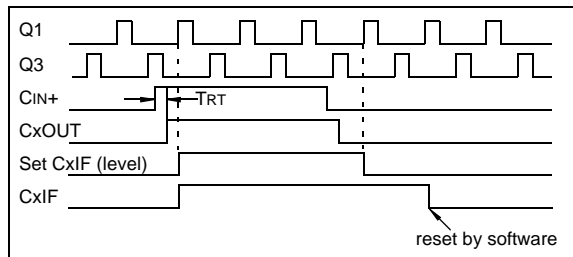 Q1
Q3
CIN+
TRT
CxOUT
Set CxIF (level)
CxIF
reset by software